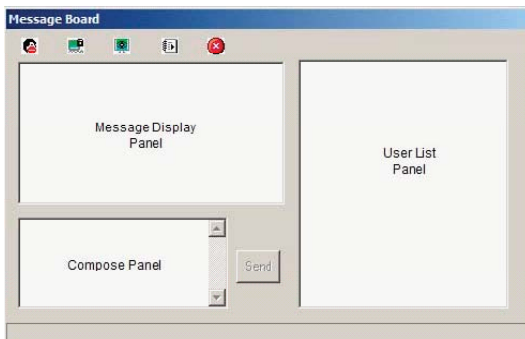 Message Board
Message Display
Panel
User List
Panel
Compose Panel
Send